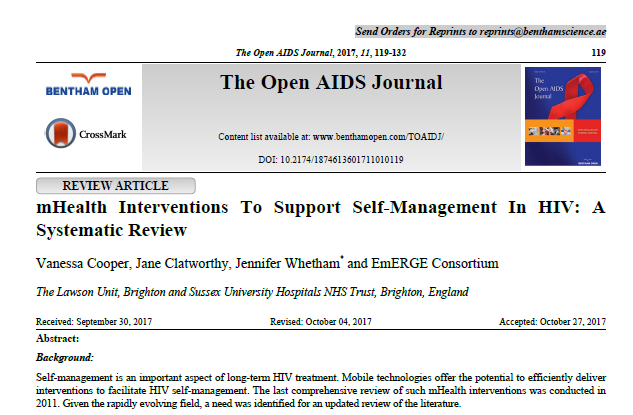 Send Orders for Reprints to reprints@benthamscience.ae
The Open AIDS Journal, 2017, 11, 119-132
119
BENTHAM OPEN
CrossMark
The Open AIDS Journal
Content list available at: www.benthamopen.com/TOAIDJ/
DOI: 10.2174/1874613601711010119
The
Open AIDS
Journal
BENTHAM OPEN
REVIEW ARTICLE
mHealth Interventions To Support Self-Management In HIV: A
Systematic Review
Vanessa Cooper, Jane Clatworthy, Jennifer Whetham* and EmERGE Consortium
The Lawson Unit, Brighton and Sussex University Hospitals NHS Trust, Brighton, England
Received: September 30, 2017
Revised: October 04, 2017
Accepted: October 27, 2017
Abstract:
Background:
Self-management is an important aspect of long-term HIV treatment. Mobile technologies offer the potential to efficiently deliver
interventions to facilitate HIV self-management. The last comprehensive review of such mHealth interventions was conducted in
2011. Given the rapidly evolving field, a need was identified for an updated review of the literature.